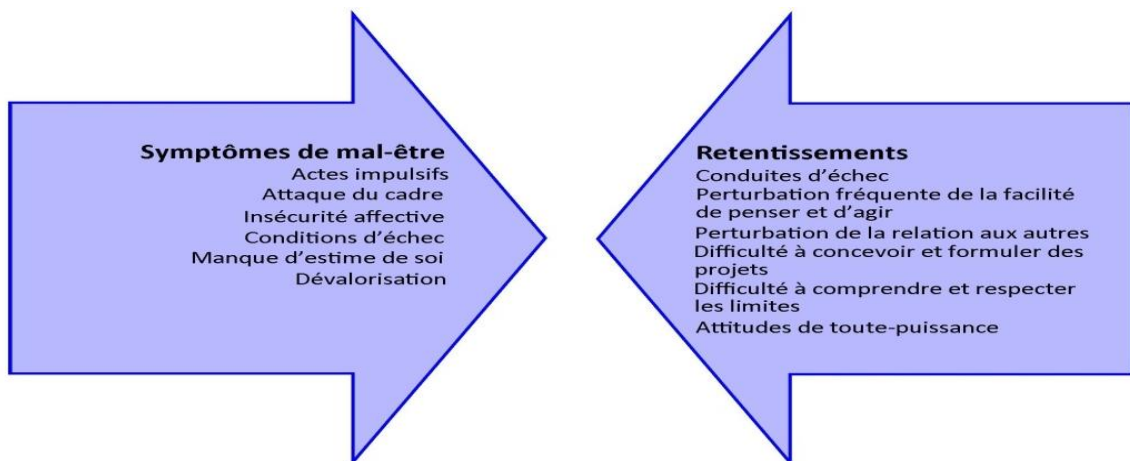 Symptômes de mal-être
Actes impulsifs
Attaque du cadre
Insécurité affective
Conditions d’échec
Manque d’estime de soi
Dévalorisation
Retentissements
Conduites d’échec
Perturbation fréquente de la facilité
de penser et d’agir
Perturbation de la relation aux autres
Difficulté à concevoir et formuler des
projets
Difficulté à comprendre et respecter
les limites
Attitudes de toute-puissance